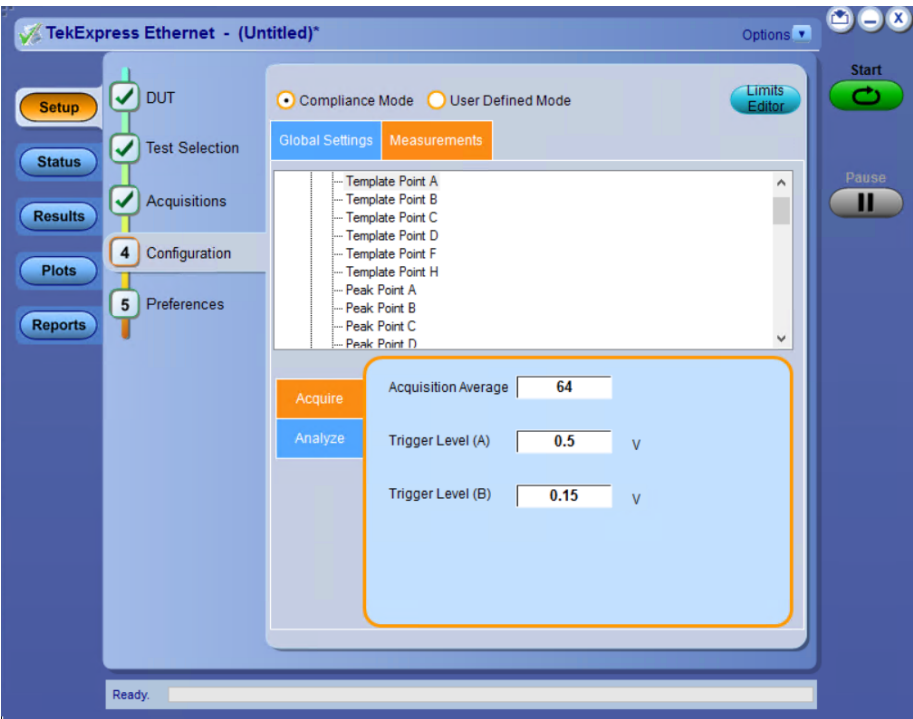 TekExpress Ethernet - (Untitled)*
Options
Start
Pause
Setup
Status
Results
Plots
Reports
DUT
Test Selection
Acquisitions
4 Configuration
5 Preferences
Compliance Mode
User Defined Mode
Limits
Editor
Global Settings
Measurements
Template Point A
Template Point B
Template Point C
Template Point D
Template Point F
Template Point H
Peak Point A
Peak Point B
Peak Point C
Peak Point D
Acquire
Analyze
Acquisition Average 64
Trigger Level (A) 0.5 V
Trigger Level (B) 0.15 V
Ready.